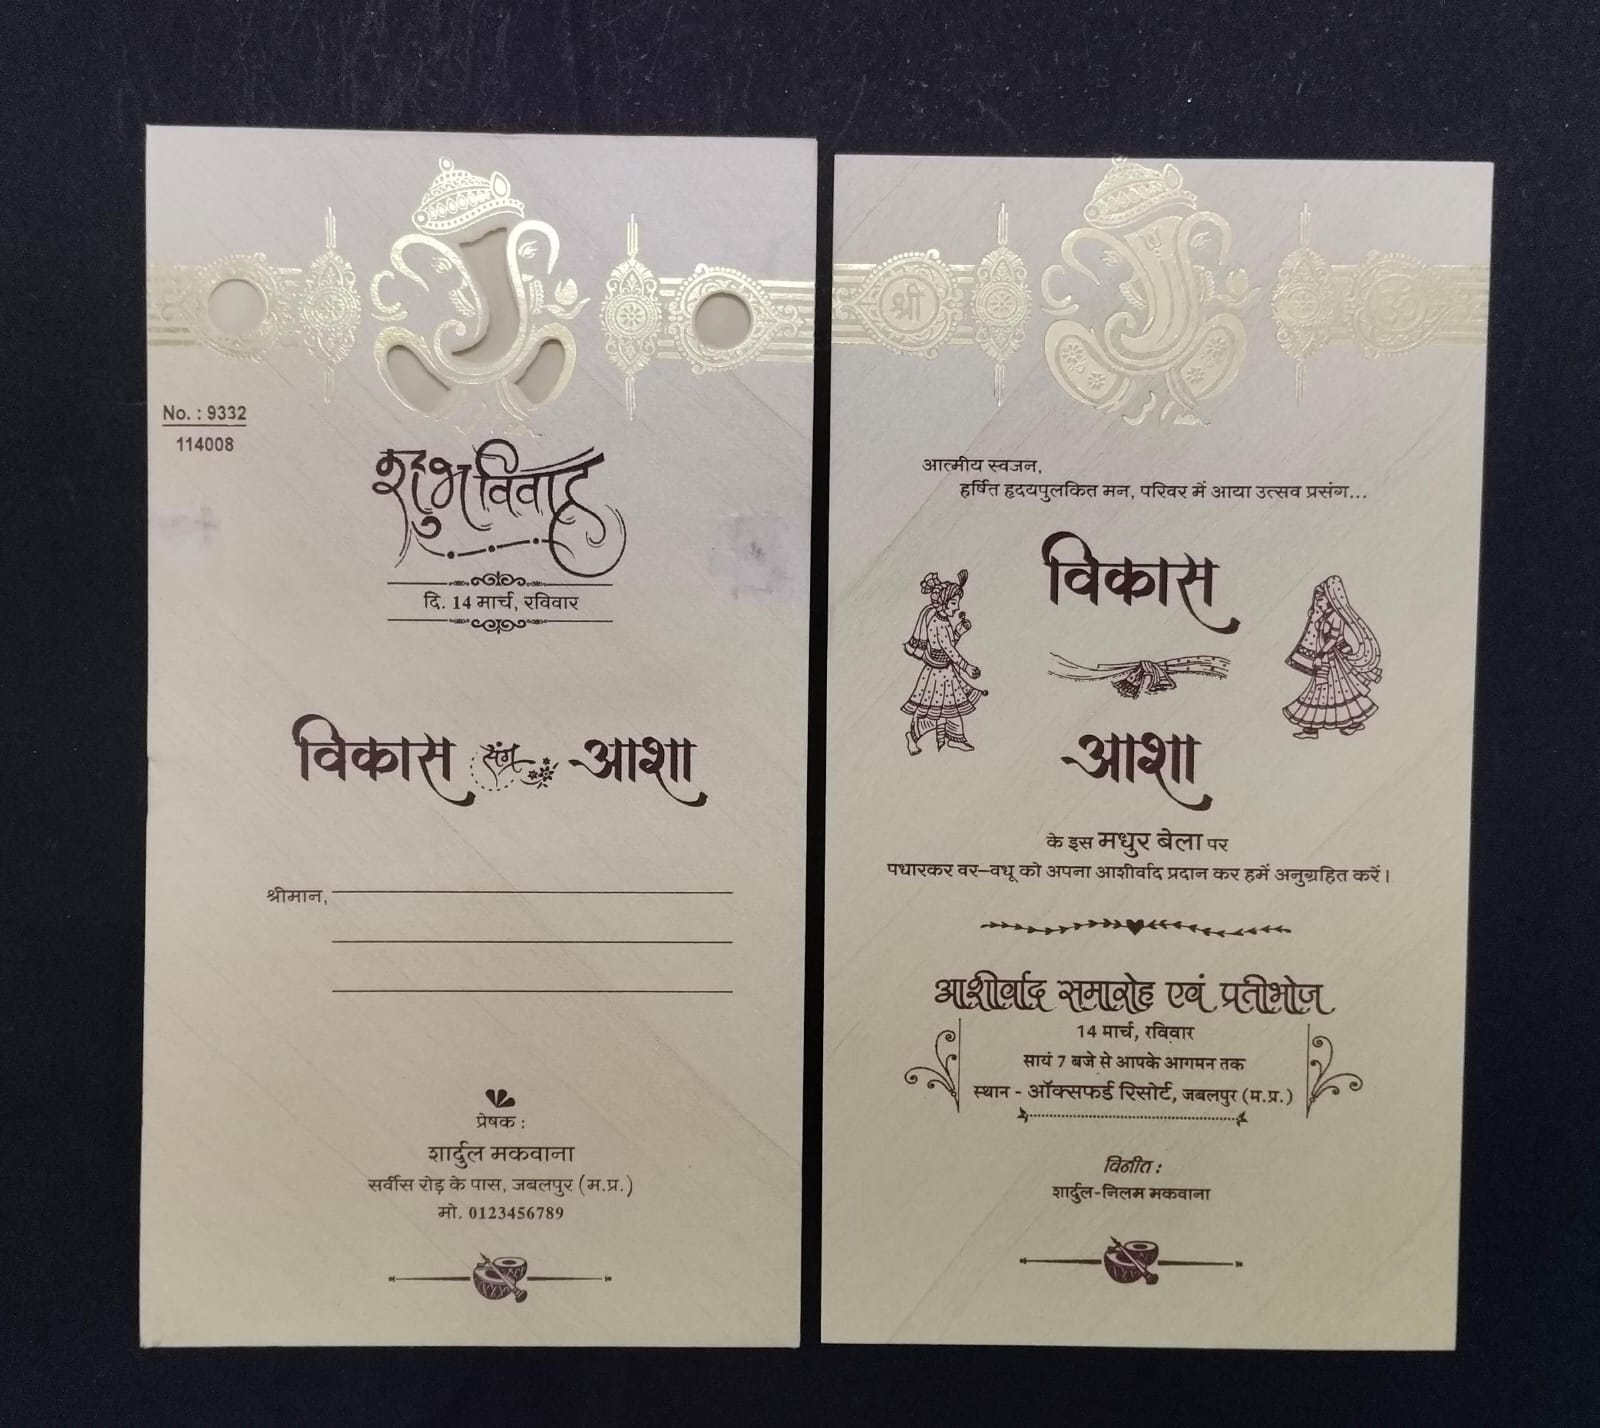 No. : 9332
114008
शुभ विवाह
दि. 14 मार्च, रविवार
विकास संग आशा
श्रीमान,
प्रेषक :
शार्दुल मकवाना
सर्वीस रोड़ के पास, जबलपुर (म.प्र.)
मो. 0123456789
श्री ॐ
आत्मीय स्वजन,
हर्षित हृदयपुलकित मन, परिवर में आया उत्सव प्रसंग...
विकास
आशा
के इस मधुर बेला पर
पधारकर वर–वधू को अपना आशीर्वाद प्रदान कर हमें अनुग्रहित करें।
आशीर्वाद समारोह एवं प्रतीभोज
14 मार्च, रविवार
सायं 7 बजे से आपके आगमन तक
स्थान - ऑक्सफर्ड रिसोर्ट, जबलपुर (म.प्र.)
विनीत :
शार्दुल-निलम मकवाना